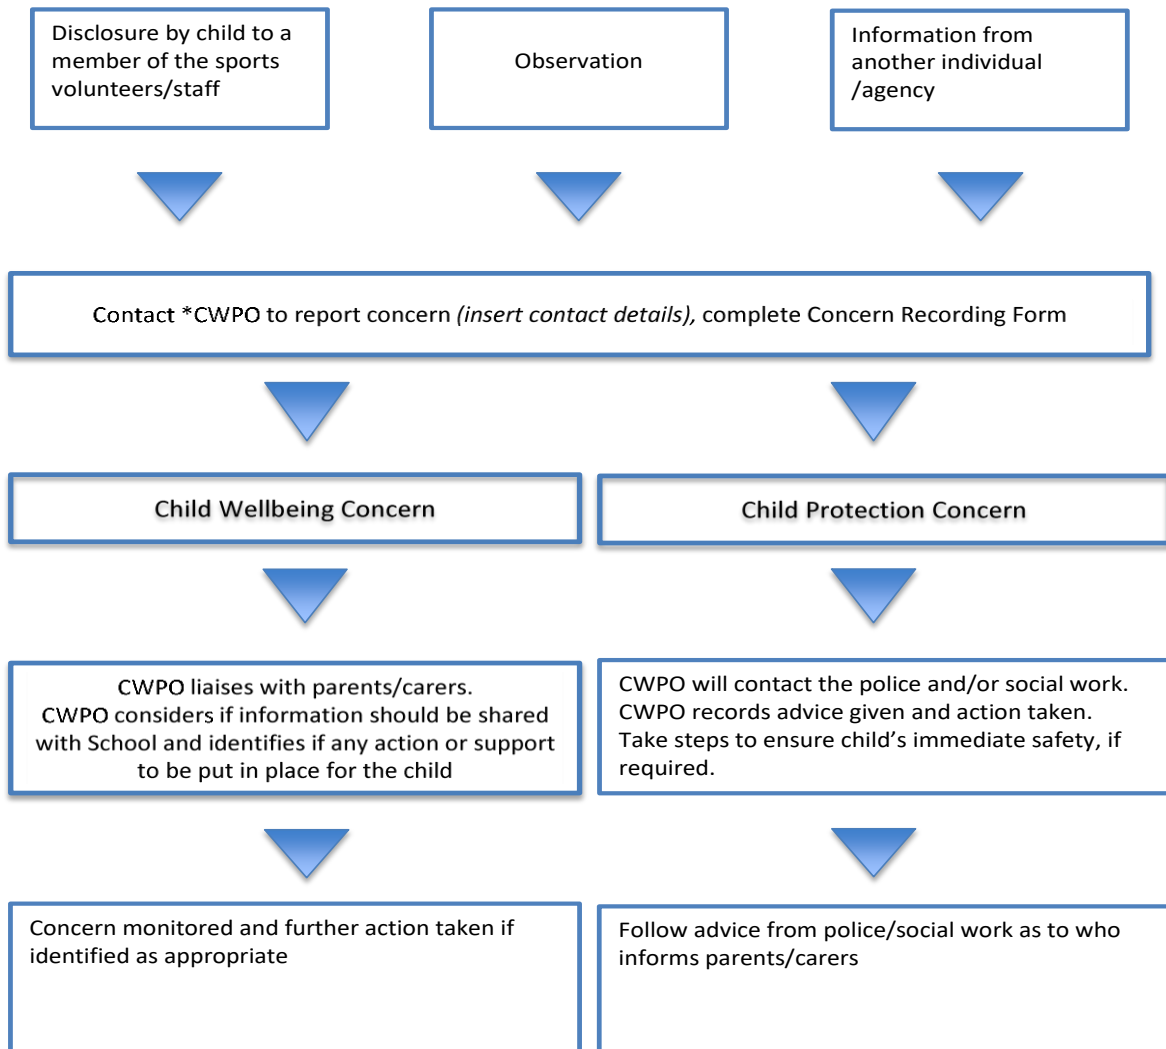 Disclosure by child to a
member of the sports
volunteers/staff
Observation
Information from
another individual
/agency
Contact *CWPO to report concern (insert contact details), complete Concern Recording Form
Child Wellbeing Concern
Child Protection Concern
CWPO liaises with parents/carers.
CWPO considers if information should be shared
with School and identifies if any action or support
to be put in place for the child
CWPO will contact the police and/or social work.
CWPO records advice given and action taken.
Take steps to ensure child's immediate safety, if
required.
Concern monitored and further action taken if
identified as appropriate
Follow advice from police/social work as to who
informs parents/carers